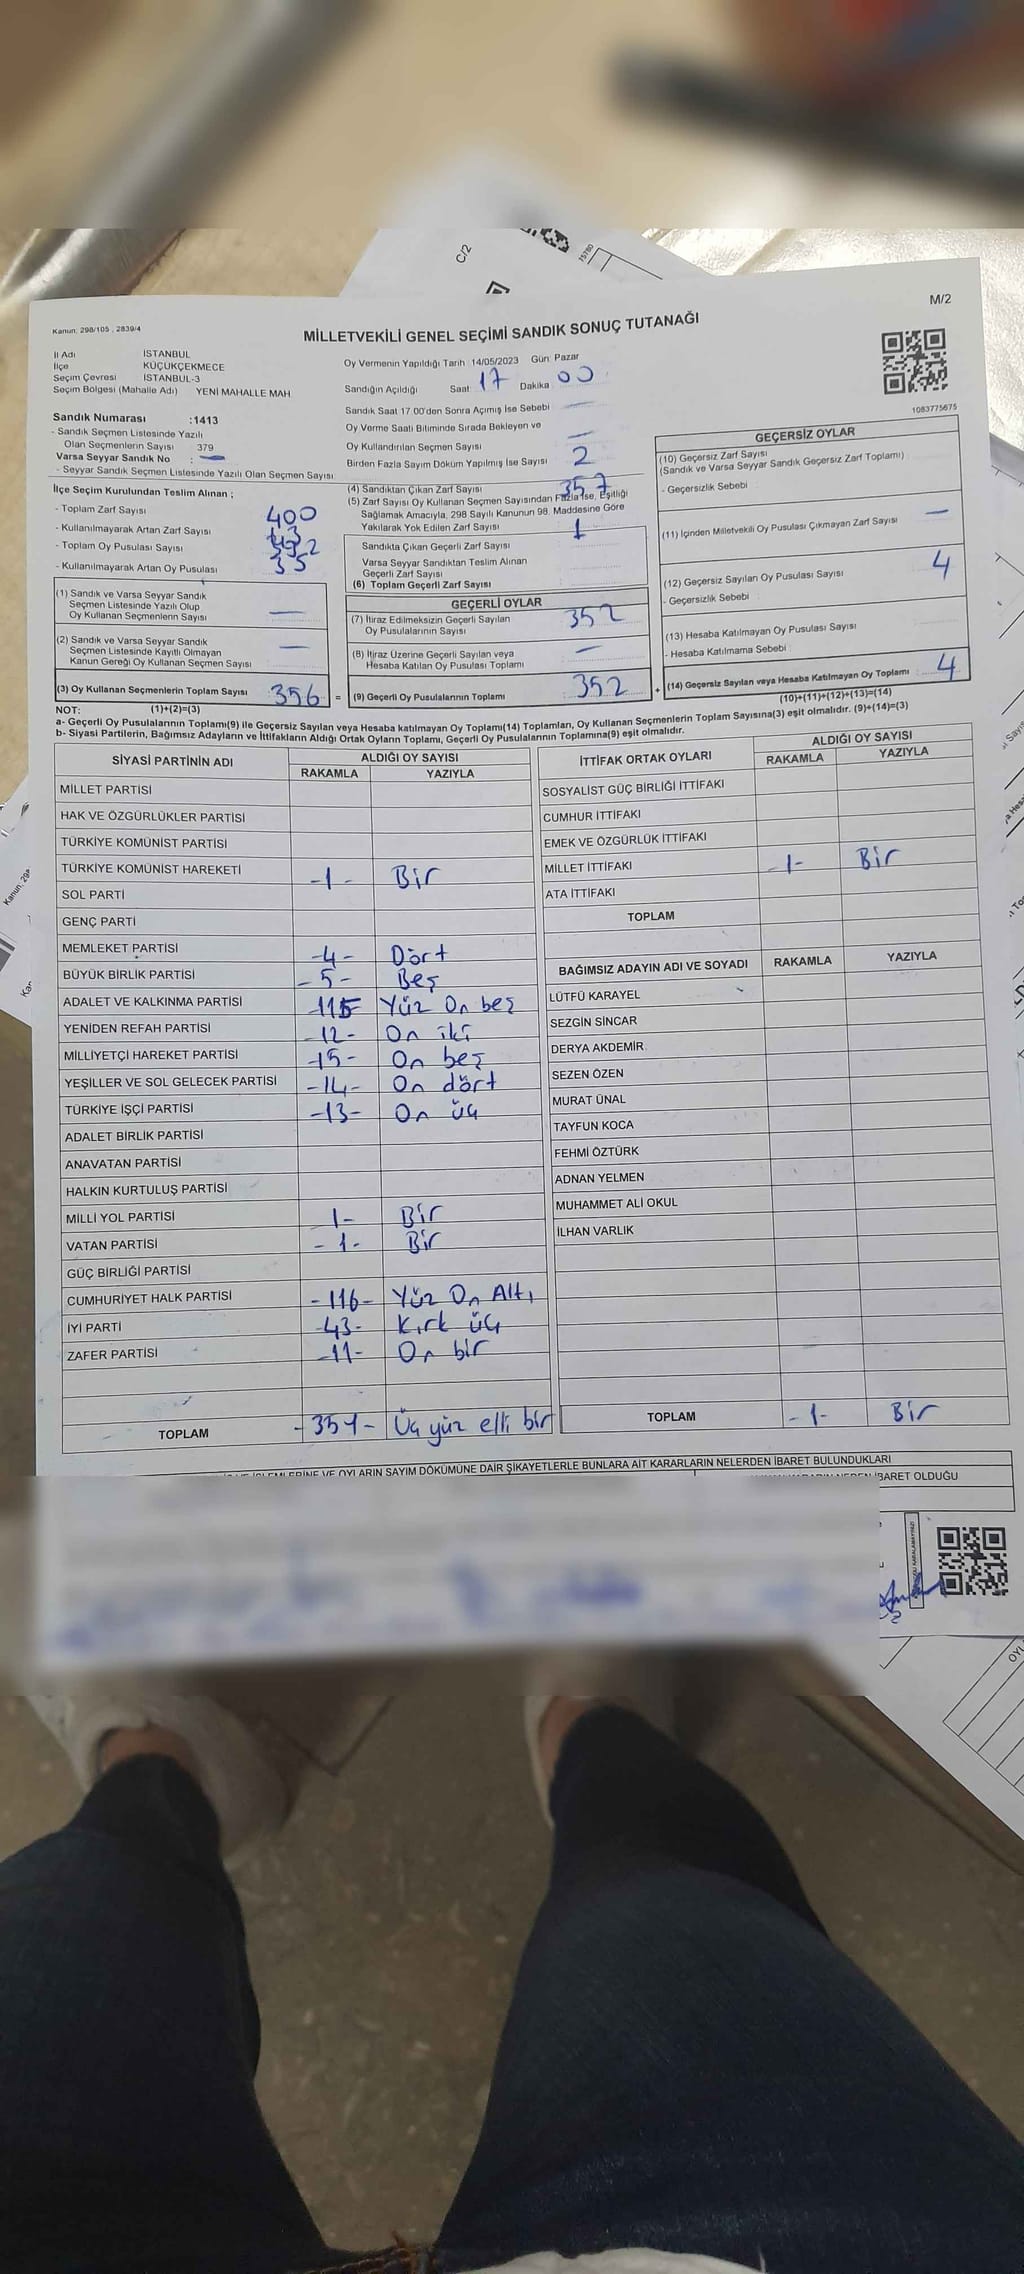 C/2
75780
M/2
Kanun: 298/105 , 2839/4
MİLLETVEKİLİ GENEL SEÇİMİ SANDIK SONUÇ TUTANAĞI
İl Adı İSTANBUL
İlçe KÜÇÜKÇEKMECE
Seçim Çevresi İSTANBUL-3
Seçim Bölgesi (Mahalle Adı) YENİ MAHALLE MAH
Sandık Numarası :1413
- Sandık Seçmen Listesinde Yazılı
Olan Seçmenlerin Sayısı 379
Varsa Seyyar Sandık No : —
- Seyyar Sandık Seçmen Listesinde Yazılı Olan Seçmen Sayısı
Oy Vermenin Yapıldığı Tarih 14/05/2023 Gün: Pazar
Sandığın Açıldığı Saat: 17 Dakika 00
Sandık Saat 17 00'den Sonra Açımış İse Sebebi —
Oy Verme Saati Bitiminde Sırada Bekleyen ve
Oy Kullandırılan Seçmen Sayısı —
Birden Fazla Sayım Döküm Yapılmış İse Sayısı 2
1083775675
İlçe Seçim Kurulundan Teslim Alınan ;
- Toplam Zarf Sayısı 400
- Kullanılmayarak Artan Zarf Sayısı 43
- Toplam Oy Pusulası Sayısı
- Kullanılmayarak Artan Oy Pusulası 35
(4) Sandıktan Çıkan Zarf Sayısı 357
(5) Zarf Sayısı Oy Kullanan Seçmen Sayısından Fazla İse, Eşitliği
Sağlamak Amacıyla, 298 Sayılı Kanunun 98. Maddesine Göre
Yakılarak Yok Edilen Zarf Sayısı 1
Sandıkta Çıkan Geçerli Zarf Sayısı
Varsa Seyyar Sandıktan Teslim Alınan
Geçerli Zarf Sayısı
(6) Toplam Geçerli Zarf Sayısı
GEÇERSİZ OYLAR
(10) Geçersiz Zarf Sayısı
(Sandık ve Varsa Seyyar Sandık Geçersiz Zarf Toplamı)
- Geçersizlik Sebebi :
(11) İçinden Milletvekili Oy Pusulası Çıkmayan Zarf Sayısı —
(12) Geçersiz Sayılan Oy Pusulası Sayısı 4
- Geçersizlik Sebebi :
(13) Hesaba Katılmayan Oy Pusulası Sayısı
- Hesaba Katılmama Sebebi :
(14) Geçersiz Sayılan veya Hesaba Katılmayan Oy Toplamı : 4
(10)+(11)+(12)+(13)=(14)
(1) Sandık ve Varsa Seyyar Sandık
Seçmen Listesinde Yazılı Olup
Oy Kullanan Seçmenlerin Sayısı —
(2) Sandık ve Varsa Seyyar Sandık
Seçmen Listesinde Kayıtlı Olmayan
Kanun Gereği Oy Kullanan Seçmen Sayısı —
(3) Oy Kullanan Seçmenlerin Toplam Sayısı 356 =
(1)+(2)=(3)
GEÇERLİ OYLAR
(7) İtiraz Edilmeksizin Geçerli Sayılan
Oy Pusulalarının Sayısı 352
(8) İtiraz Üzerine Geçerli Sayılan veya
Hesaba Katılan Oy Pusulası Toplamı —
(9) Geçerli Oy Pusulalarının Toplamı 352 +
NOT:
a- Geçerli Oy Pusulalarının Toplamı(9) ile Geçersiz Sayılan veya Hesaba katılmayan Oy Toplamı(14) Toplamları, Oy Kullanan Seçmenlerin Toplam Sayısına(3) eşit olmalıdır. (9)+(14)=(3)
b- Siyasi Partilerin, Bağımsız Adayların ve İttifakların Aldığı Ortak Oyların Toplamı, Geçerli Oy Pusulalarının Toplamına(9) eşit olmalıdır.
SİYASİ PARTİNİN ADI ALDIĞI OY SAYISI
RAKAMLA YAZIYLA
MİLLET PARTİSİ
HAK VE ÖZGÜRLÜKLER PARTİSİ
TÜRKİYE KOMÜNİST PARTİSİ
TÜRKİYE KOMÜNİST HAREKETİ -1- Bir
SOL PARTİ
GENÇ PARTİ
MEMLEKET PARTİSİ -4- Dört
BÜYÜK BİRLİK PARTİSİ -5- Beş
ADALET VE KALKINMA PARTİSİ -115 Yüz On beş
YENİDEN REFAH PARTİSİ -12- On iki
MİLLİYETÇİ HAREKET PARTİSİ -15- On beş
YEŞİLLER VE SOL GELECEK PARTİSİ -14- On dört
TÜRKİYE İŞÇİ PARTİSİ -13- On üç
ADALET BİRLİK PARTİSİ
ANAVATAN PARTİSİ
HALKIN KURTULUŞ PARTİSİ
MİLLİ YOL PARTİSİ 1- Bir
VATAN PARTİSİ -1- Bir
GÜÇ BİRLİĞİ PARTİSİ
CUMHURİYET HALK PARTİSİ -116- Yüz On Altı
İYİ PARTİ -43- Kırk üç
ZAFER PARTİSİ -11- On bir
TOPLAM -351- Üç yüz elli bir
İTTİFAK ORTAK OYLARI ALDIĞI OY SAYISI
RAKAMLA YAZIYLA
SOSYALİST GÜÇ BİRLİĞİ İTTİFAKI
CUMHUR İTTİFAKI
EMEK VE ÖZGÜRLÜK İTTİFAKI
MİLLET İTTİFAKI -1- Bir
ATA İTTİFAKI
TOPLAM
BAĞIMSIZ ADAYIN ADI VE SOYADI RAKAMLA YAZIYLA
LÜTFÜ KARAYEL
SEZGİN SİNCAR
DERYA AKDEMİR
SEZEN ÖZEN
MURAT ÜNAL
TAYFUN KOCA
FEHMİ ÖZTÜRK
ADNAN YELMEN
MUHAMMET ALİ OKUL
İLHAN VARLIK
TOPLAM -1- Bir
İŞLEMLERİNE VE OYLARIN SAYIM DÖKÜMÜNE DAİR ŞİKAYETLERLE BUNLARA AİT KARARLARIN NELERDEN İBARET BULUNDUKLARI
NEDEN İBARET OLDUĞU